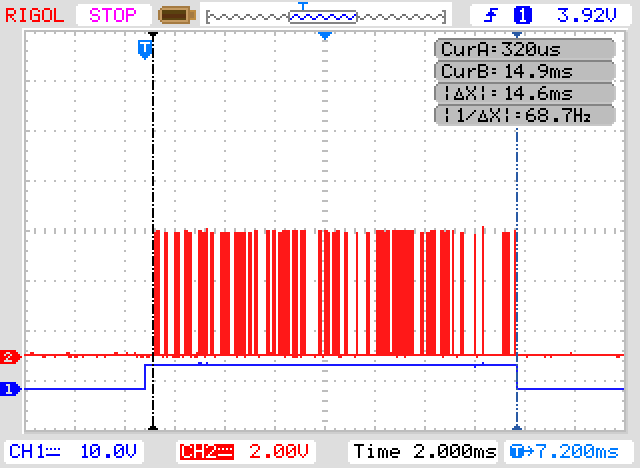 RIGOL STOP T 1 3.92V
T
CurA: 320us
CurB: 14.9ms
|ΔX|: 14.6ms
|1/ΔX|: 68.7Hz
2
1
CH1 10.0V CH2 2.00V Time 2.000ms T→7.200ms